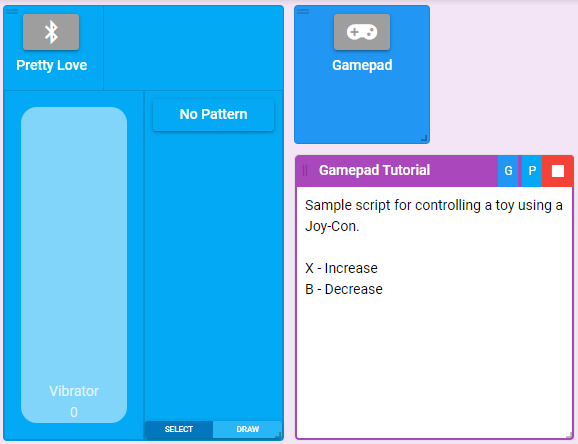 Pretty Love
No Pattern
Vibrator
0
SELECT
DRAW
Gamepad
Gamepad Tutorial
G
P
Sample script for controlling a toy using a
Joy-Con.
X - Increase
B - Decrease